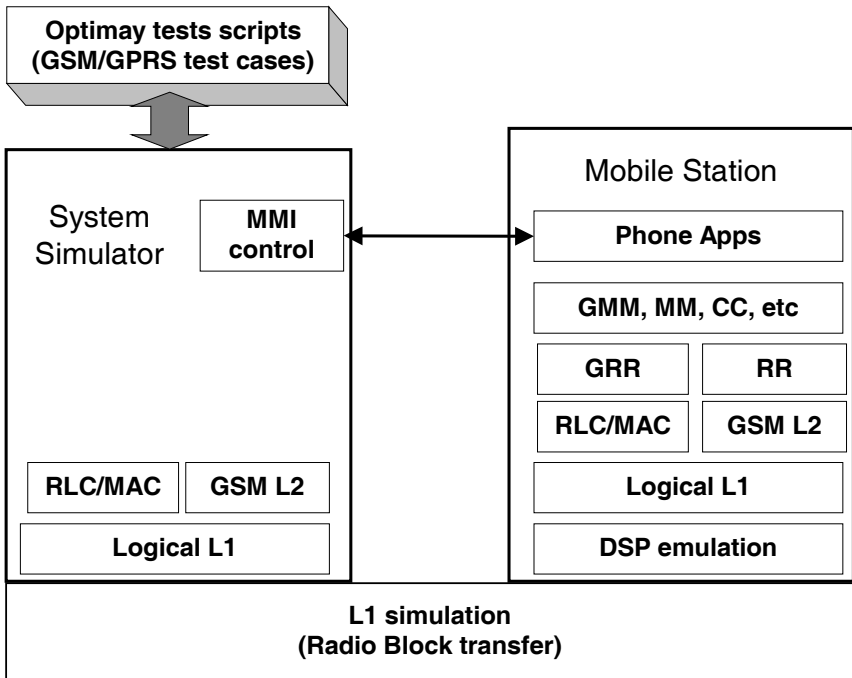 Optimay tests scripts
(GSM/GPRS test cases)
System
Simulator
MMI
control
RLC/MAC
GSM L2
Logical L1
Mobile Station
Phone Apps
GMM, MM, CC, etc
GRR
RR
RLC/MAC
GSM L2
Logical L1
DSP emulation
L1 simulation
(Radio Block transfer)